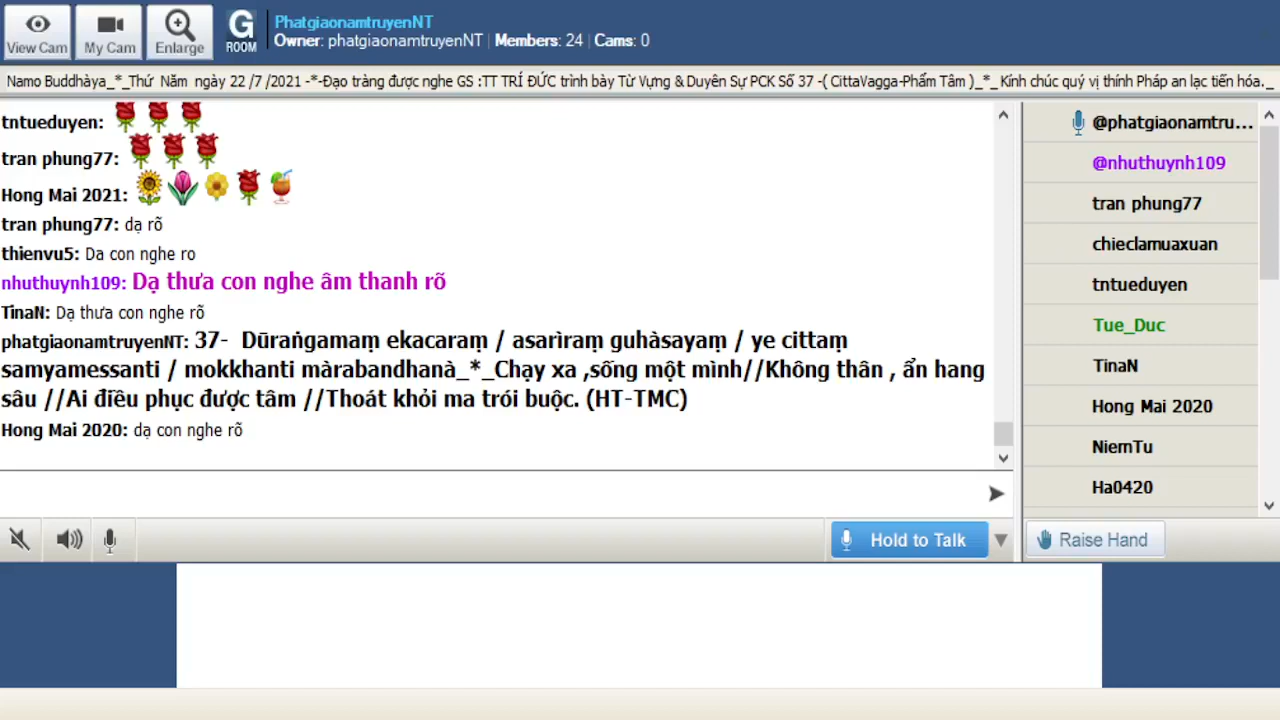 View Cam
My Cam
Enlarge
G
ROOM
PhatgiaonamtruyenNT
Owner: phatgiaonamtruyenNT | Members: 24 | Cams: 0
Namo Buddhàya_*_Thứ Năm ngày 22 /7 /2021 -*-Đạo tràng được nghe GS :TT TRÍ ĐỨC trình bày Từ Vựng & Duyên Sự PCK Số 37 -( CittaVagga-Phẩm Tâm )_*_ Kính chúc quý vị thính Pháp an lạc tiến hóa._
tntueduyen:
tran phung77:
Hong Mai 2021:
tran phung77: dạ rõ
thienvu5: Da con nghe ro
nhuthuynh109: Dạ thưa con nghe âm thanh rõ
TinaN: Dạ thưa con nghe rõ
phatgiaonamtruyenNT: 37- Dūraṅgamaṃ ekacaraṃ / asarìraṃ guhàsayaṃ / ye cittaṃ
samyamessanti / mokkhanti màrabandhanà_*_Chạy xa ,sống một mình//Không thân , ẩn hang
sâu //Ai điều phục được tâm //Thoát khỏi ma trói buộc. (HT-TMC)
Hong Mai 2020: dạ con nghe rõ
@phatgiaonamtru...
@nhuthuynh109
tran phung77
chieclamuaxuan
tntueduyen
Tue_Duc
TinaN
Hong Mai 2020
NiemTu
Ha0420
Hold to Talk
Raise Hand